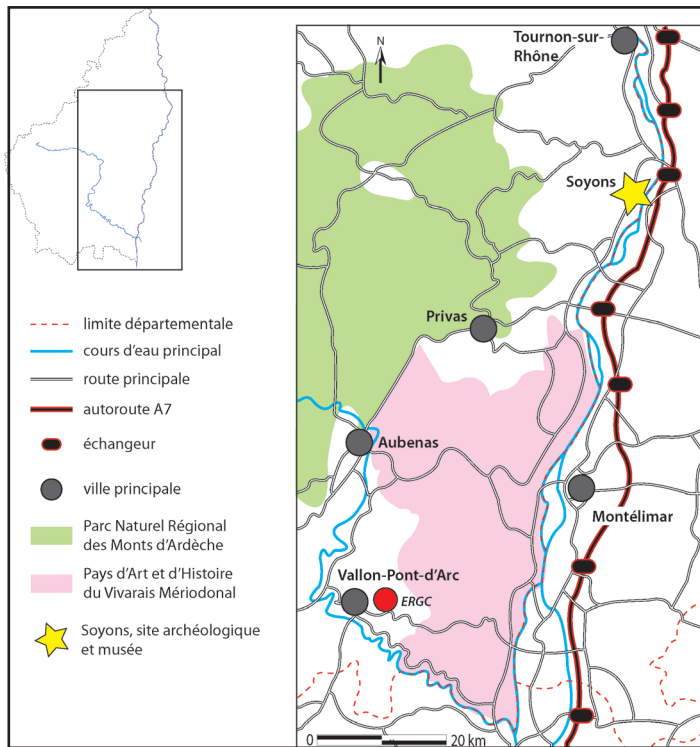 limite départementale
cours d'eau principal
route principale
autoroute A7
échangeur
ville principale
Parc Naturel Régional
des Monts d'Ardèche
Pays d'Art et d'Histoire
du Vivarais Mériodonal
Soyons, site archéologique
et musée
N
Tournon-sur-
Rhône
Soyons
Privas
Aubenas
Montélimar
Vallon-Pont-d'Arc
ERGC
0
20 km